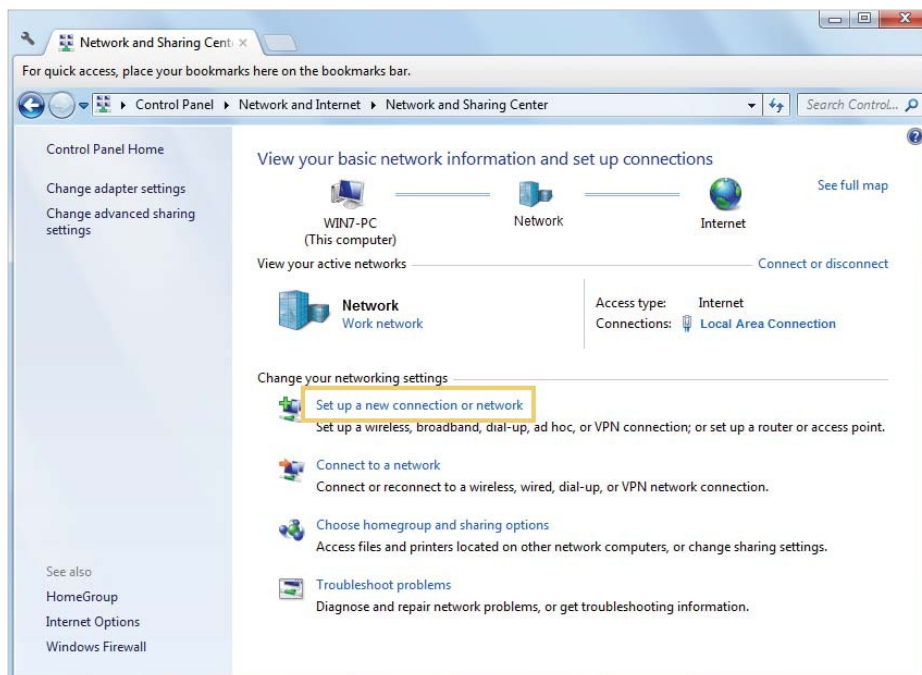 Network and Sharing Cent
For quick access, place your bookmarks here on the bookmarks bar.
Control Panel Network and Internet Network and Sharing Center Search Control...
Control Panel Home
Change adapter settings
Change advanced sharing
settings
View your basic network information and set up connections
See full map
WIN7-PC
(This computer)
Network
Internet
View your active networks
Connect or disconnect
Network
Work network
Access type: Internet
Connections: Local Area Connection
Change your networking settings
Set up a new connection or network
Set up a wireless, broadband, dial-up, ad hoc, or VPN connection; or set up a router or access point.
Connect to a network
Connect or reconnect to a wireless, wired, dial-up, or VPN network connection.
Choose homegroup and sharing options
Access files and printers located on other network computers, or change sharing settings.
Troubleshoot problems
Diagnose and repair network problems, or get troubleshooting information.
See also
HomeGroup
Internet Options
Windows Firewall